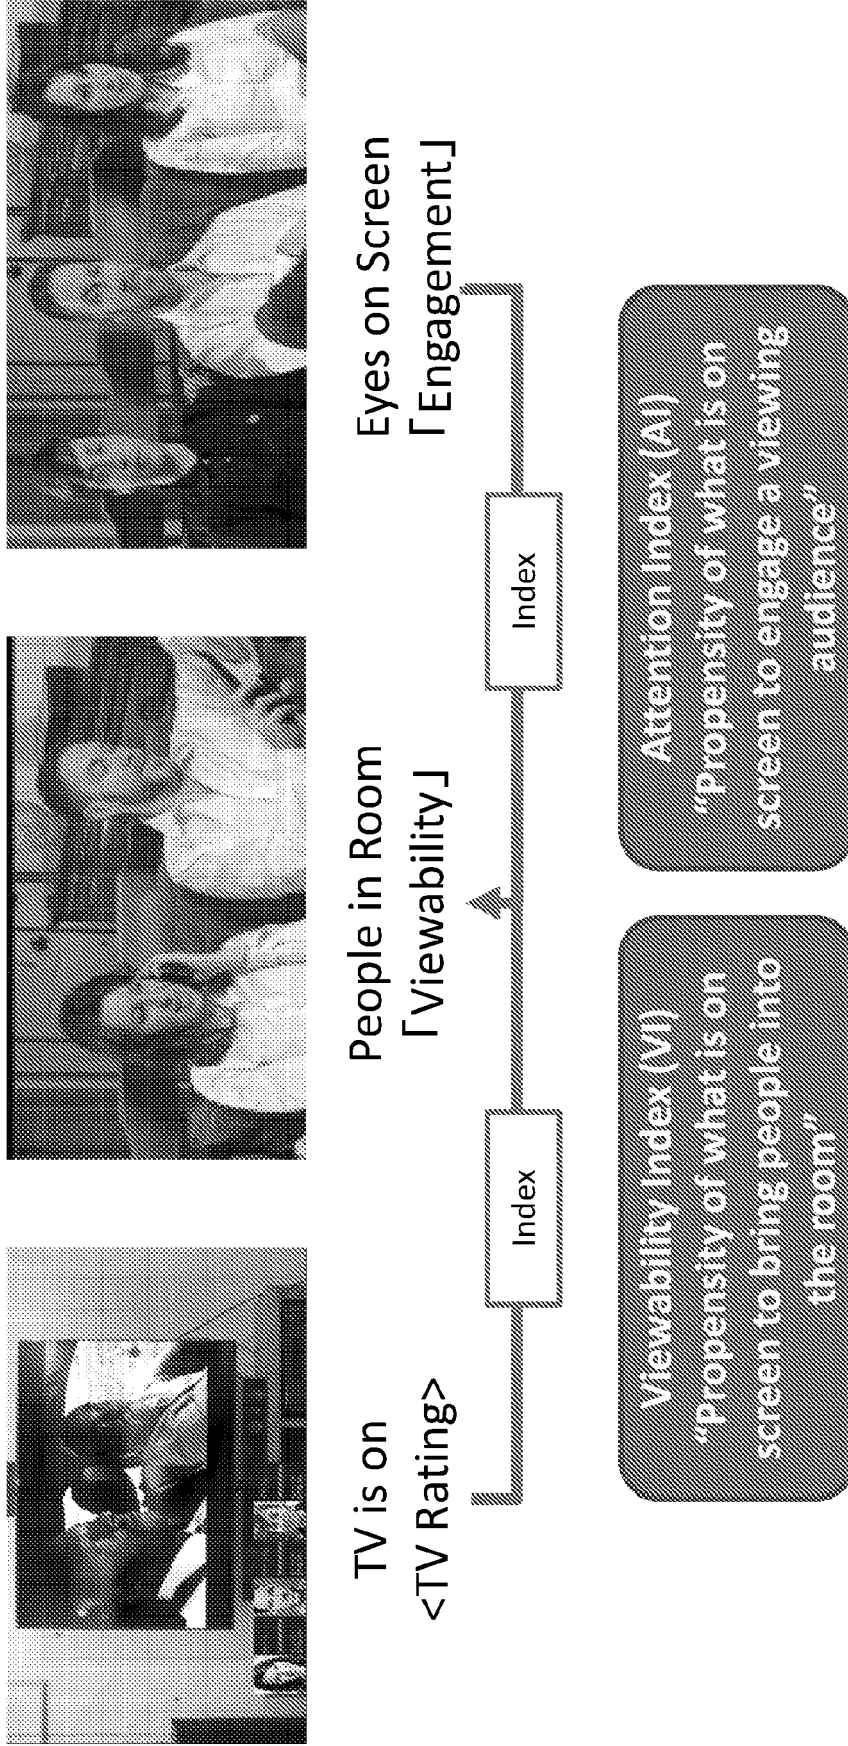 TV is on
<TV Rating>
People in Room
「Viewability」
Eyes on Screen
「Engagement」
Index
Index
Viewability Index (VI)
“Propensity of what is on
screen to bring people into
the room”
Attention Index (AI)
“Propensity of what is on
screen to engage a viewing
audience”